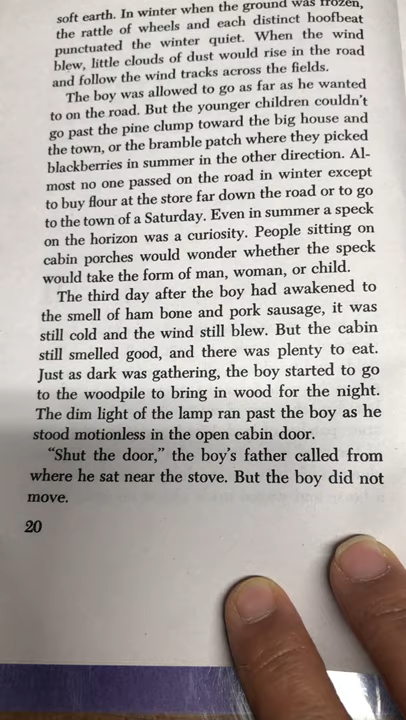 soft earth. In winter when the ground was frozen,
the rattle of wheels and each distinct hoofbeat
punctuated the winter quiet. When the wind
blew, little clouds of dust would rise in the road
and follow the wind tracks across the fields.
The boy was allowed to go as far as he wanted
to on the road. But the younger children couldn't
go past the pine clump toward the big house and
the town, or the bramble patch where they picked
blackberries in summer in the other direction. Al-
most no one passed on the road in winter except
to buy flour at the store far down the road or to go
to the town of a Saturday. Even in summer a speck
on the horizon was a curiosity. People sitting on
cabin porches would wonder whether the speck
would take the form of man, woman, or child.
The third day after the boy had awakened to
the smell of ham bone and pork sausage, it was
still cold and the wind still blew. But the cabin
still smelled good, and there was plenty to eat.
Just as dark was gathering, the boy started to go
to the woodpile to bring in wood for the night.
The dim light of the lamp ran past the boy as he
stood motionless in the open cabin door.
"Shut the door," the boy's father called from
where he sat near the stove. But the boy did not
move.
20